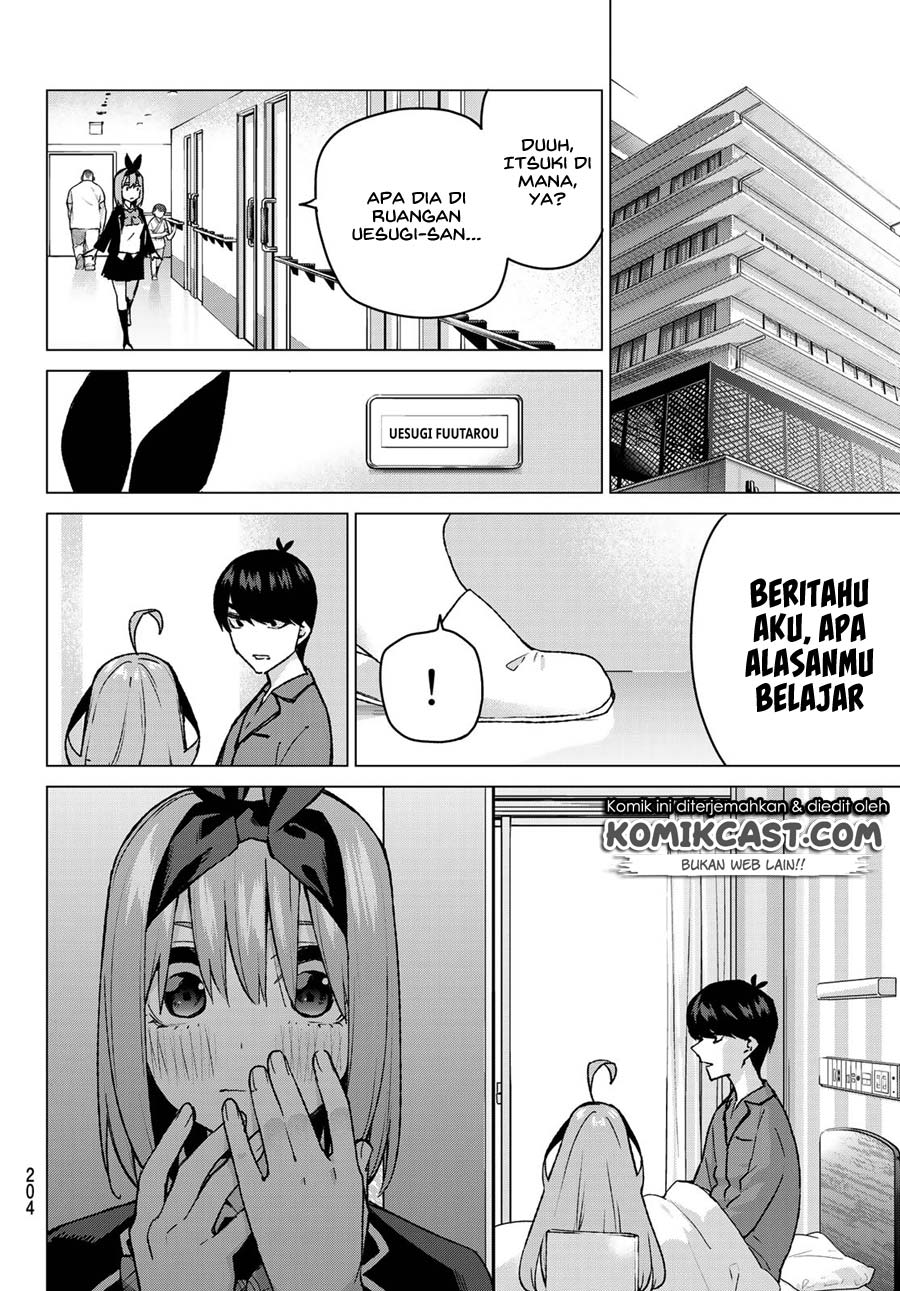 DUUH,
ITSUKI DI
MANA,
YA?
APA DIA DI
RUANGAN
UESUGI-SAN...
UESUGI FUUTAROU
BERITAHU
AKU, APA
ALASANMU
BELAJAR
!
Komik ini diterjemahkan & diedit oleh
KOMIKCAST.COM
BUKAN WEB LAIN!!
204